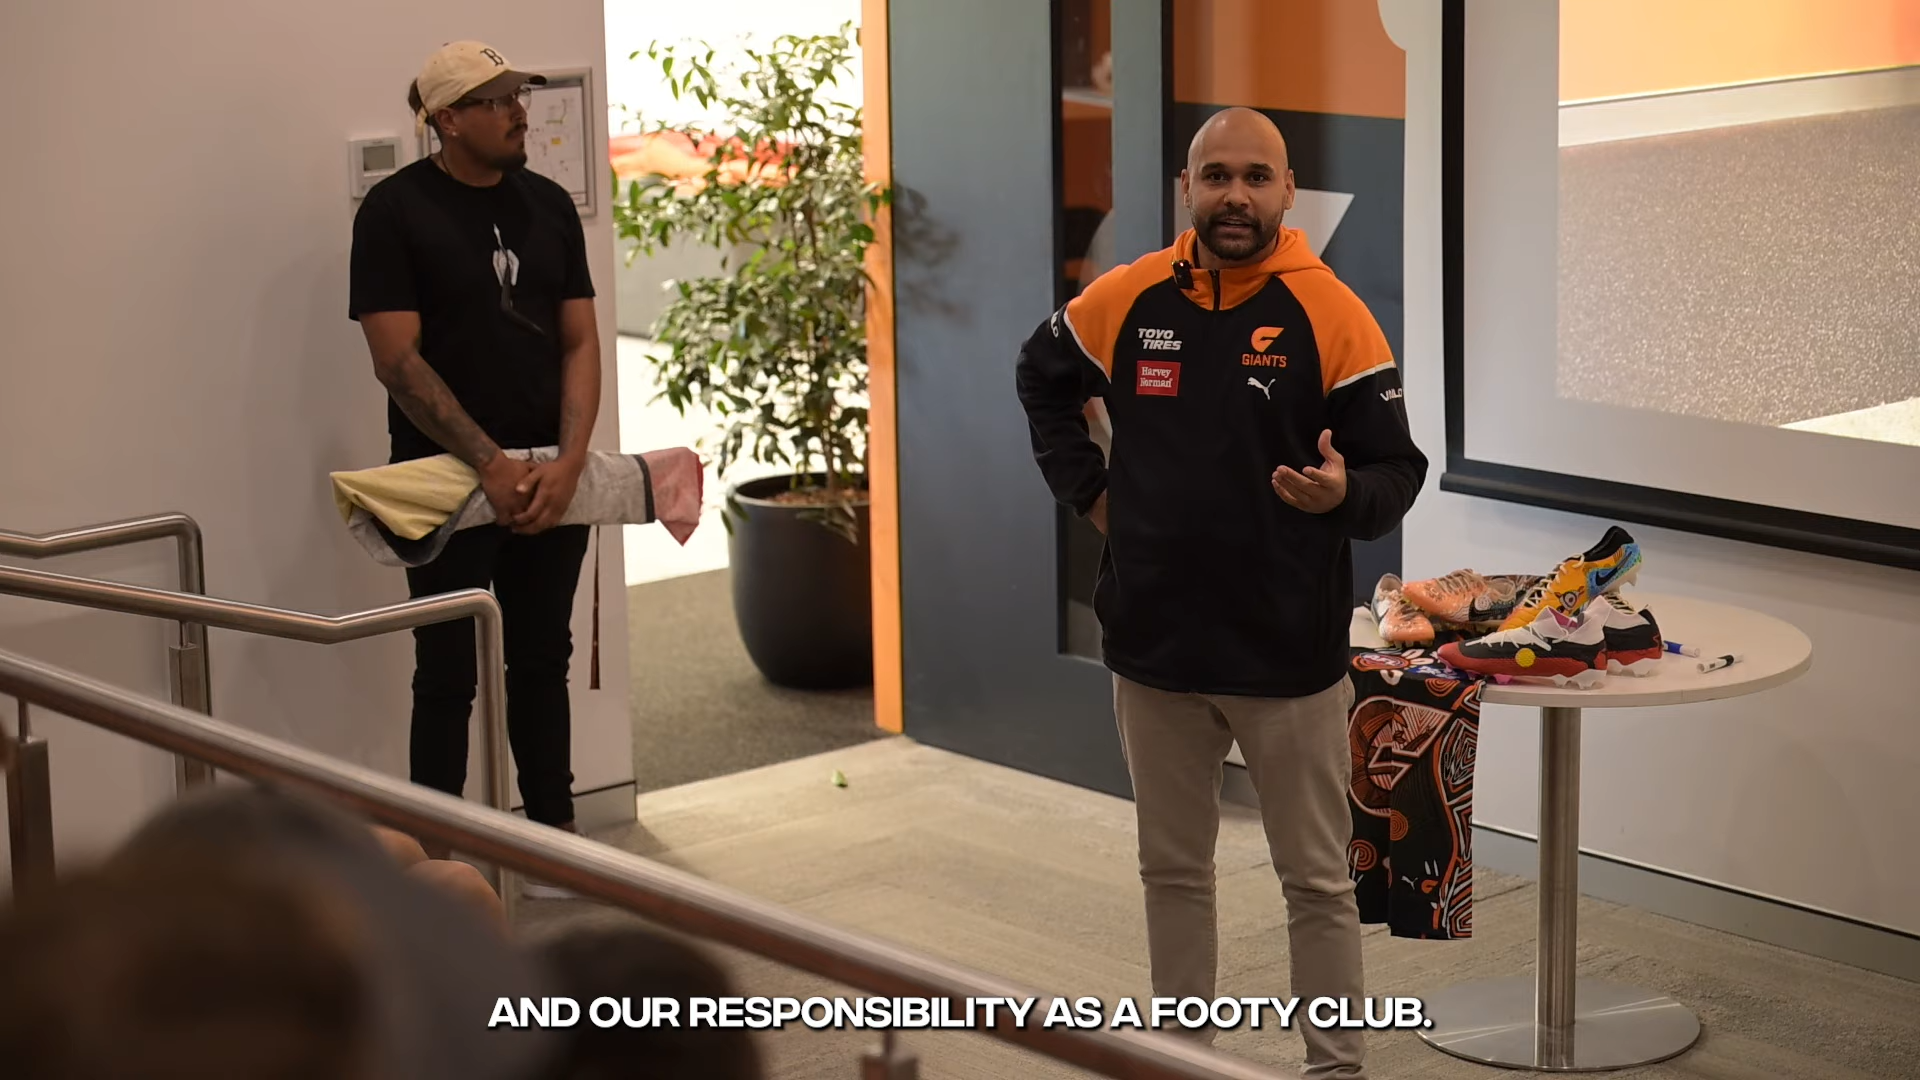 B
TOYO
TIRES
Harvey
Norman
GIANTS
AND OUR RESPONSIBILITY AS A FOOTY CLUB.